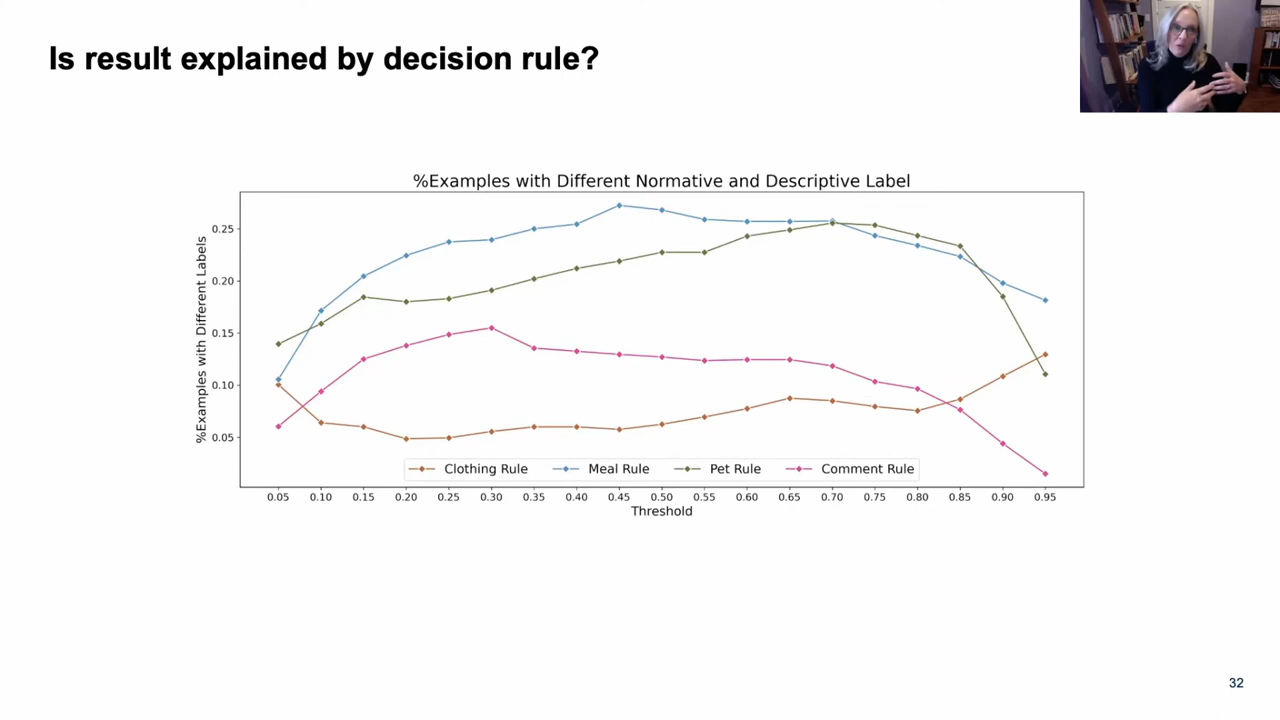 Is result explained by decision rule?
%Examples with Different Normative and Descriptive Label
%Examples with Different Labels
0.25
0.20
0.15
0.10
0.05
Clothing Rule Meal Rule Pet Rule Comment Rule
0.05 0.10 0.15 0.20 0.25 0.30 0.35 0.40 0.45 0.50 0.55 0.60 0.65 0.70 0.75 0.80 0.85 0.90 0.95
Threshold
32